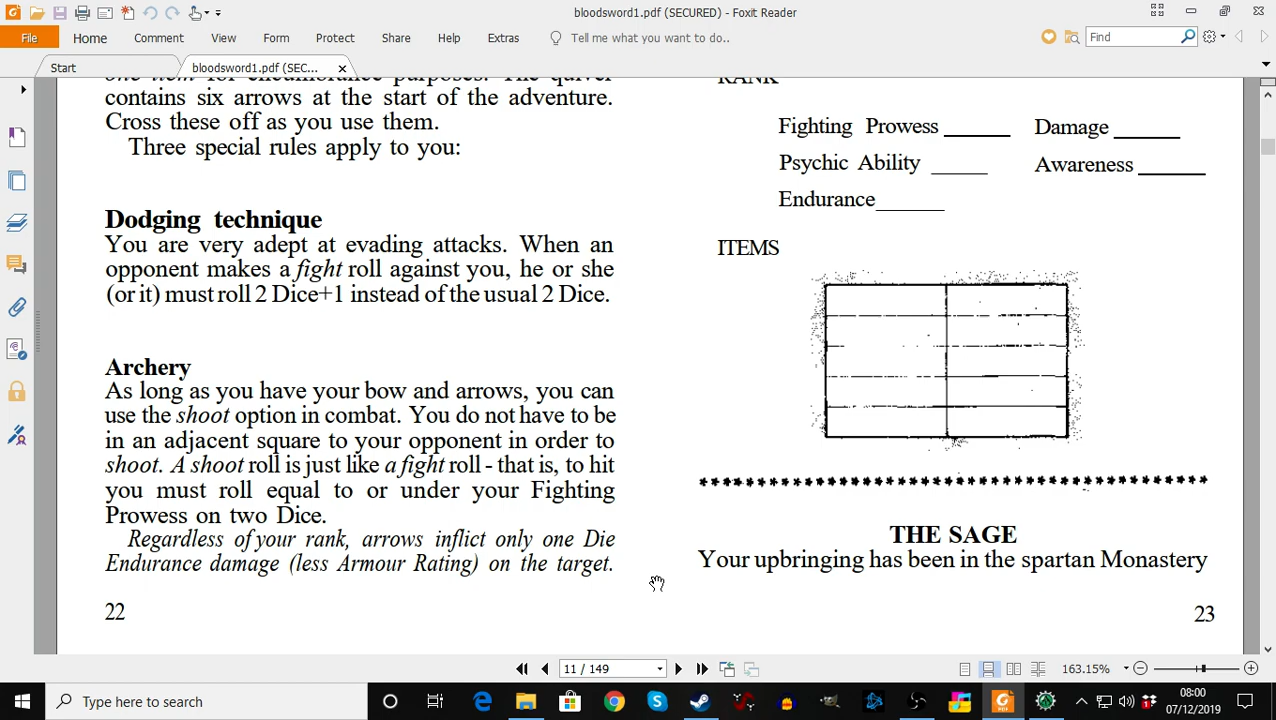 bloodsword1.pdf (SECURED) - Foxit Reader
File Home Comment View Form Protect Share Help Extras Tell me what you want to do.. Find
Start bloodsword1.pdf (SEC...
contains six arrows at the start of the adventure.
Cross these off as you use them.
Three special rules apply to you:
Dodging technique
You are very adept at evading attacks. When an
opponent makes a fight roll against you, he or she
(or it) must roll 2 Dice+1 instead of the usual 2 Dice.
Archery
As long as you have your bow and arrows, you can
use the shoot option in combat. You do not have to be
in an adjacent square to your opponent in order to
shoot. A shoot roll is just like a fight roll - that is, to hit
you must roll equal to or under your Fighting
Prowess on two Dice.
Regardless of your rank, arrows inflict only one Die
Endurance damage (less Armour Rating) on the target.
22
RANK
Fighting Prowess ______ Damage ______
Psychic Ability _____ Awareness ______
Endurance______
ITEMS
THE SAGE
Your upbringing has been in the spartan Monastery
23
11 / 149
163.15%
Type here to search
08:00
07/12/2019